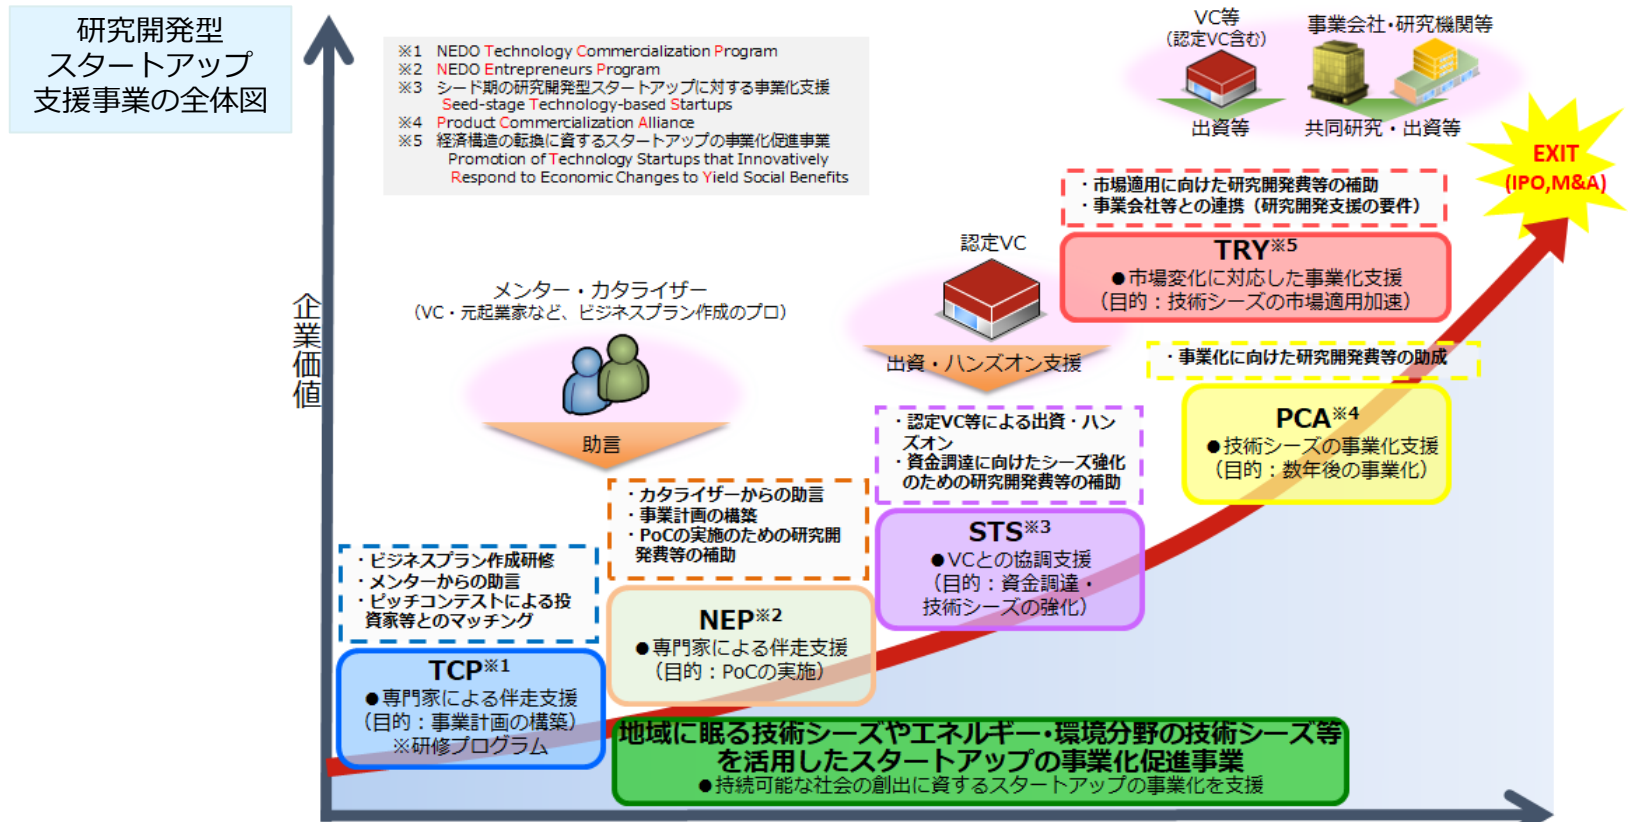 研究開発型
スタートアップ
支援事業の全体図
※1 NEDO Technology Commercialization Program
※2 NEDO Entrepreneurs Program
※3 シード期の研究開発型スタートアップに対する事業化支援
Seed-stage Technology-based Startups
※4 Product Commercialization Alliance
※5 経済構造の転換に資するスタートアップの事業化促進事業
Promotion of Technology Startups that Innovatively
Respond to Economic Changes to Yield Social Benefits
VC等
(認定VC含む)
出資等
事業会社・研究機関等
共同研究・出資等
EXIT
(IPO,M&A)
・市場適用に向けた研究開発費等の補助
・事業会社等との連携（研究開発支援の要件）
TRY※5
●市場変化に対応した事業化支援
（目的：技術シーズの市場適用加速）
認定VC
出資・ハンズオン支援
メンター・カタライザー
（VC・元起業家など、ビジネスプラン作成のプロ）
助言
企業価値
・事業化に向けた研究開発費等の助成
PCA※4
●技術シーズの事業化支援
（目的：数年後の事業化）
・認定VC等による出資・ハン
ズオン
・資金調達に向けたシーズ強化
のための研究開発費等の補助
STS※3
●VCとの協調支援
（目的：資金調達・
技術シーズの強化）
・カタライザーからの助言
・事業計画の構築
・PoCの実施のための研究開
発費等の補助
NEP※2
●専門家による伴走支援
（目的：PoCの実施）
・ビジネスプラン作成研修
・メンターからの助言
・ピッチコンテストによる投
資家等とのマッチング
TCP※1
●専門家による伴走支援
（目的：事業計画の構築）
※研修プログラム
地域に眠る技術シーズやエネルギー・環境分野の技術シーズ等
を活用したスタートアップの事業化促進事業
●持続可能な社会の創出に資するスタートアップの事業化を支援